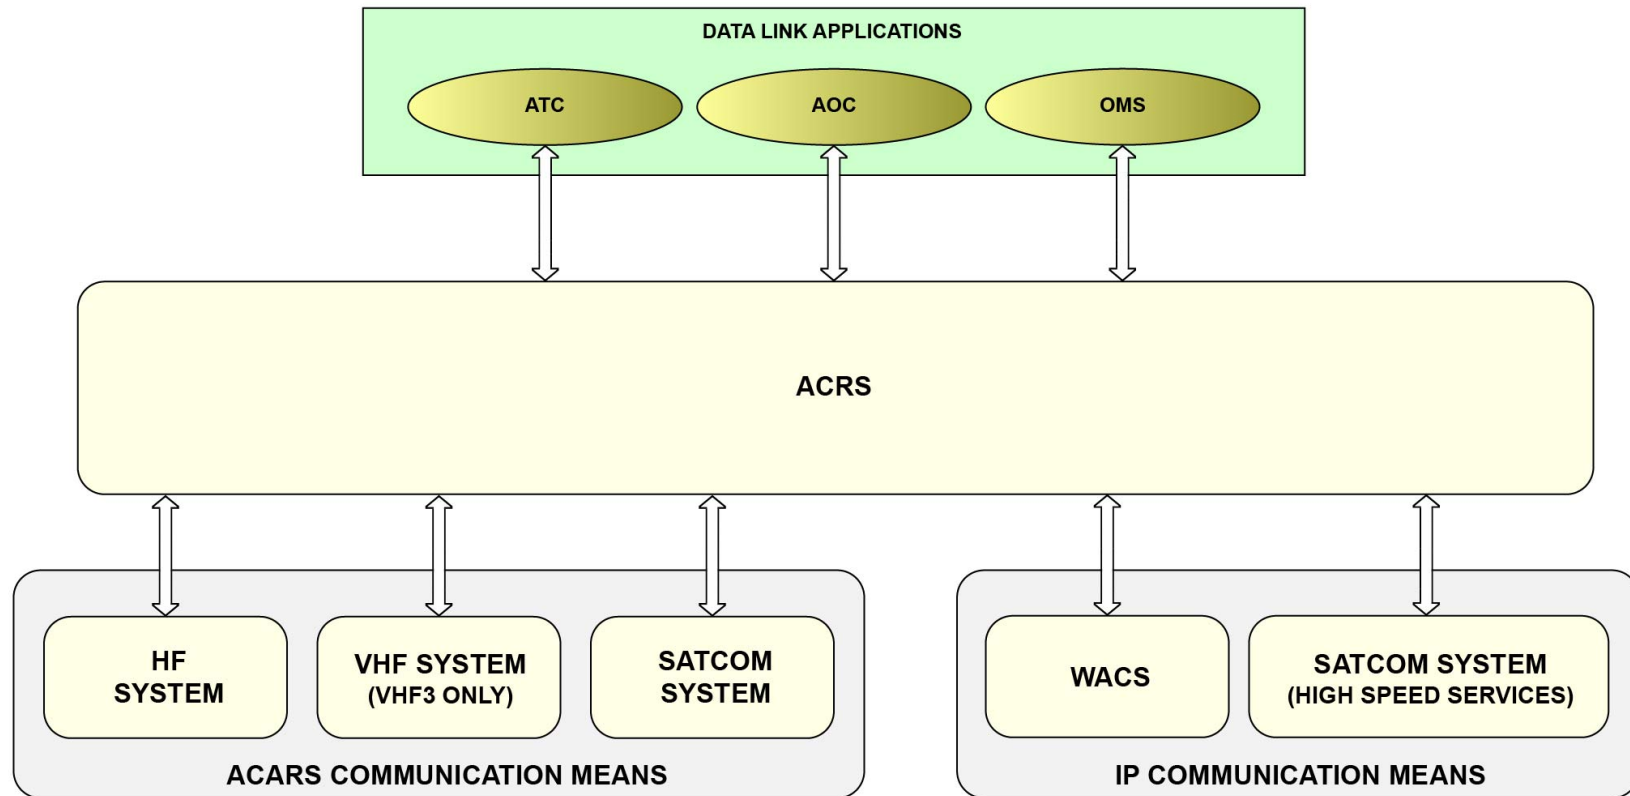 DATA LINK APPLICATIONS
ATC
AOC
OMS
ACRS
HF
SYSTEM
VHF SYSTEM
(VHF3 ONLY)
SATCOM
SYSTEM
ACARS COMMUNICATION MEANS
WACS
SATCOM SYSTEM
(HIGH SPEED SERVICES)
IP COMMUNICATION MEANS